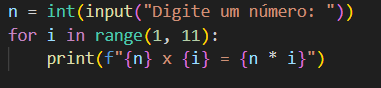 n = int(input("Digite um número: "))
for i in range(1, 11):
    print(f"{n} x {i} = {n * i}")